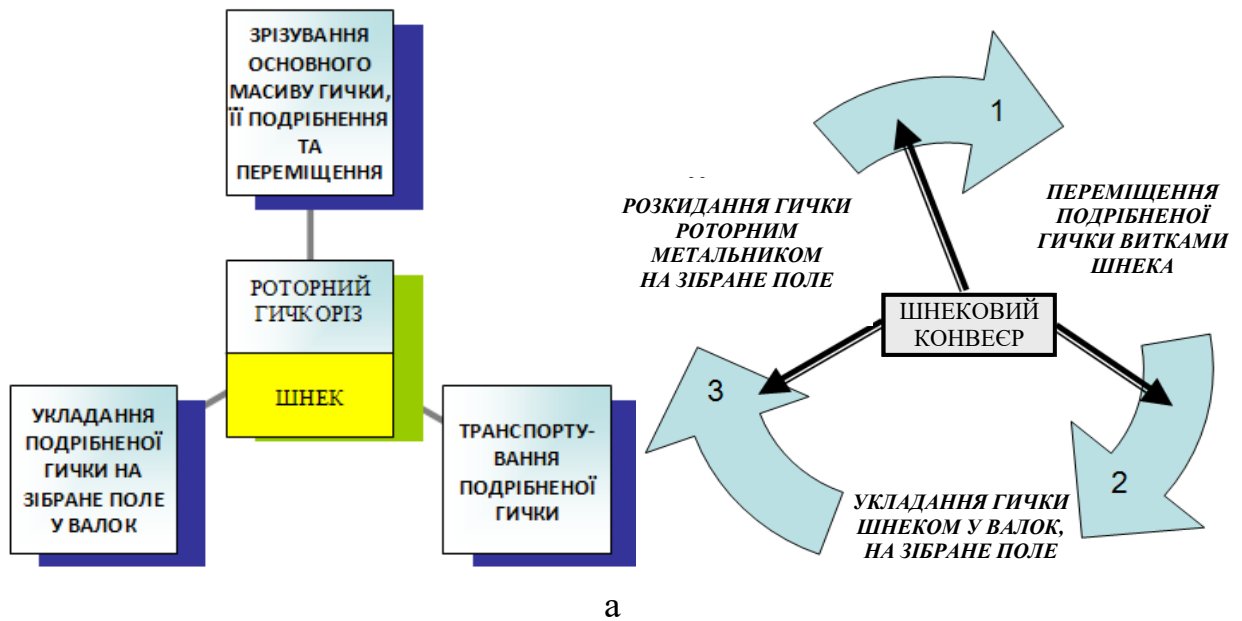 ЗРІЗУВАННЯ
ОСНОВНОГО
МАСИВУ ГИЧКИ,
ЇЇ ПОДРІБНЕННЯ
ТА
ПЕРЕМІЩЕННЯ
РОТОРНИЙ
ГИЧКОРІЗ
ШНЕК
УКЛАДАННЯ
ПОДРІБНЕНОЇ
ГИЧКИ НА
ЗІБРАНЕ ПОЛЕ
У ВАЛОК
ТРАНСПОРТУ-
ВАННЯ
ПОДРІБНЕНОЇ
ГИЧКИ
1
РОЗКИДАННЯ ГИЧКИ
РОТОРНИМ
МЕТАЛЬНИКОМ
НА ЗІБРАНЕ ПОЛЕ
ПЕРЕМІЩЕННЯ
ПОДРІБНЕНОЇ
ГИЧКИ ВИТКАМИ
ШНЕКА
ШНЕКОВИЙ
КОНВЕЄР
3
2
УКЛАДАННЯ ГИЧКИ
ШНЕКОМ У ВАЛОК,
НА ЗІБРАНЕ ПОЛЕ
а